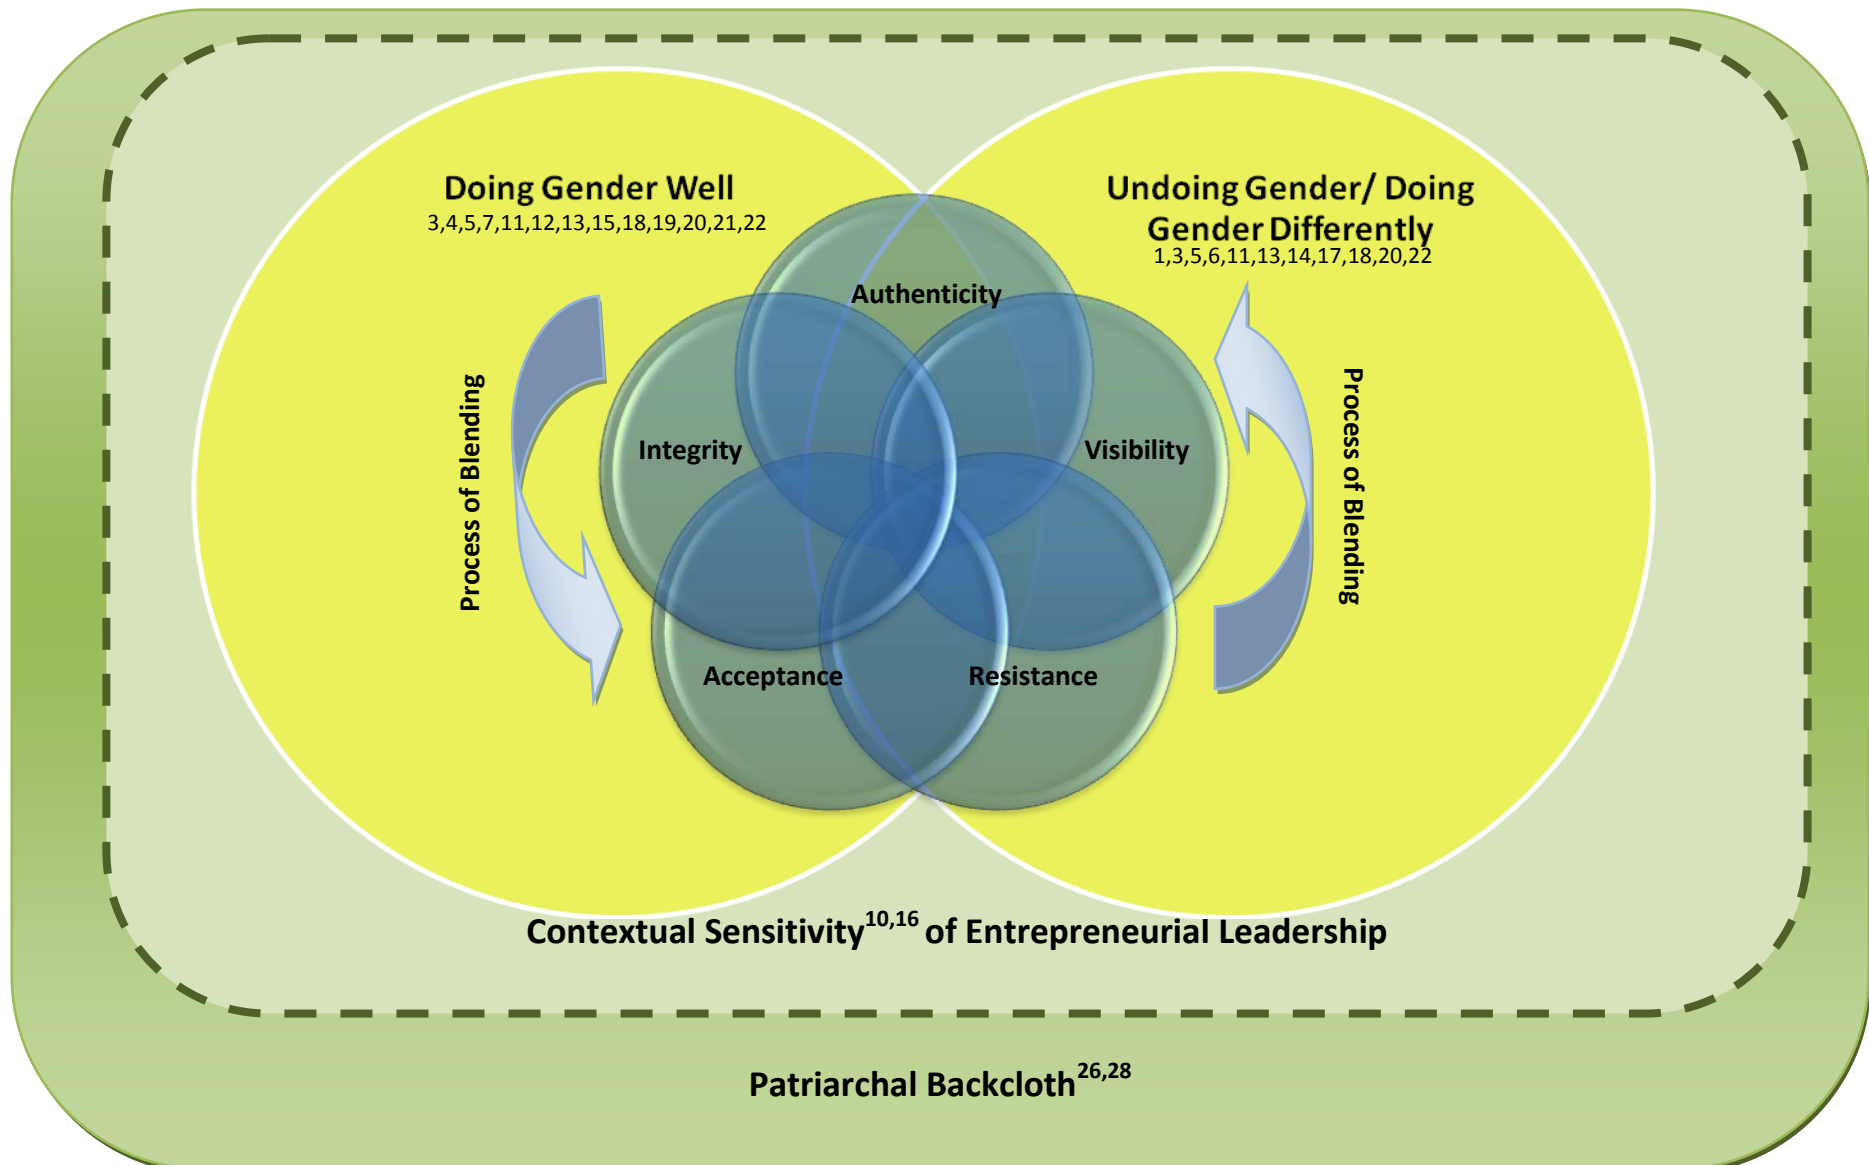 Doing Gender Well
3,4,5,7,11,12,13,15,18,19,20,21,22
Undoing Gender/ Doing
Gender Differently
1,3,5,6,11,13,14,17,18,20,22
Authenticity
Integrity
Visibility
Process of Blending
Process of Blending
Acceptance
Resistance
Contextual Sensitivity10,16 of Entrepreneurial Leadership
Patriarchal Backcloth26,28